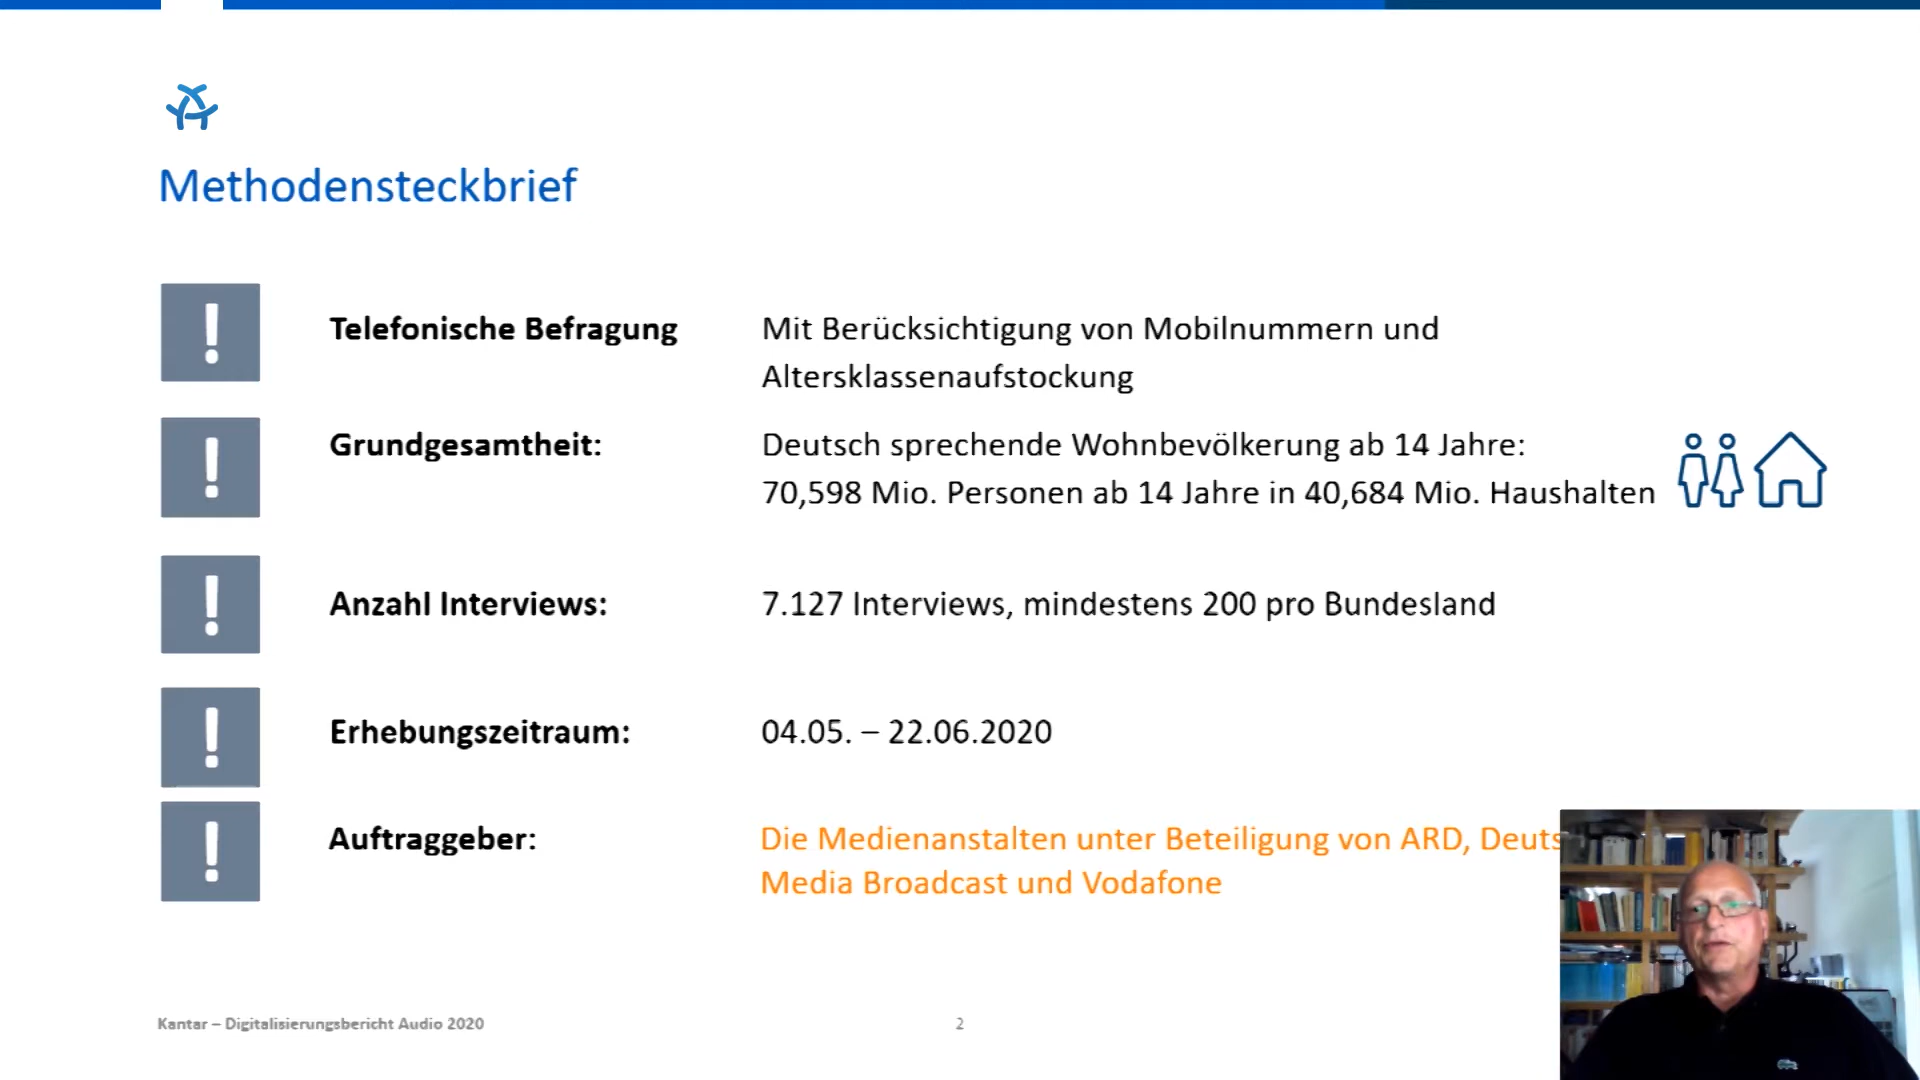 Methodensteckbrief
Telefonische Befragung
Mit Berücksichtigung von Mobilnummern und
Altersklassenaufstockung
Grundgesamtheit:
Deutsch sprechende Wohnbevölkerung ab 14 Jahre:
70,598 Mio. Personen ab 14 Jahre in 40,684 Mio. Haushalten
Anzahl Interviews:
7.127 Interviews, mindestens 200 pro Bundesland
Erhebungszeitraum:
04.05. – 22.06.2020
Auftraggeber:
Die Medienanstalten unter Beteiligung von ARD, Deuts
Media Broadcast und Vodafone
Kantar – Digitalisierungsbericht Audio 2020
2